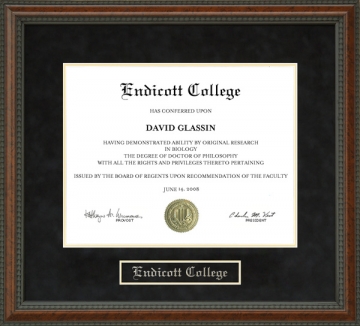 Endicott College
HAS CONFERRED UPON
DAVID GLASSIN
HAVING DEMONSTRATED ABILITY BY ORIGINAL RESEARCH
IN BIOLOGY
THE DEGREE OF DOCTOR OF PHILOSOPHY
WITH ALL THE RIGHTS AND PRIVILEGES THERETO PERTAINING
ISSUED BY THE BOARD OF REGENTS UPON RECOMMENDATION OF THE FACULTY
JUNE 19, 2006
PROVOST
PRESIDENT
Endicott College